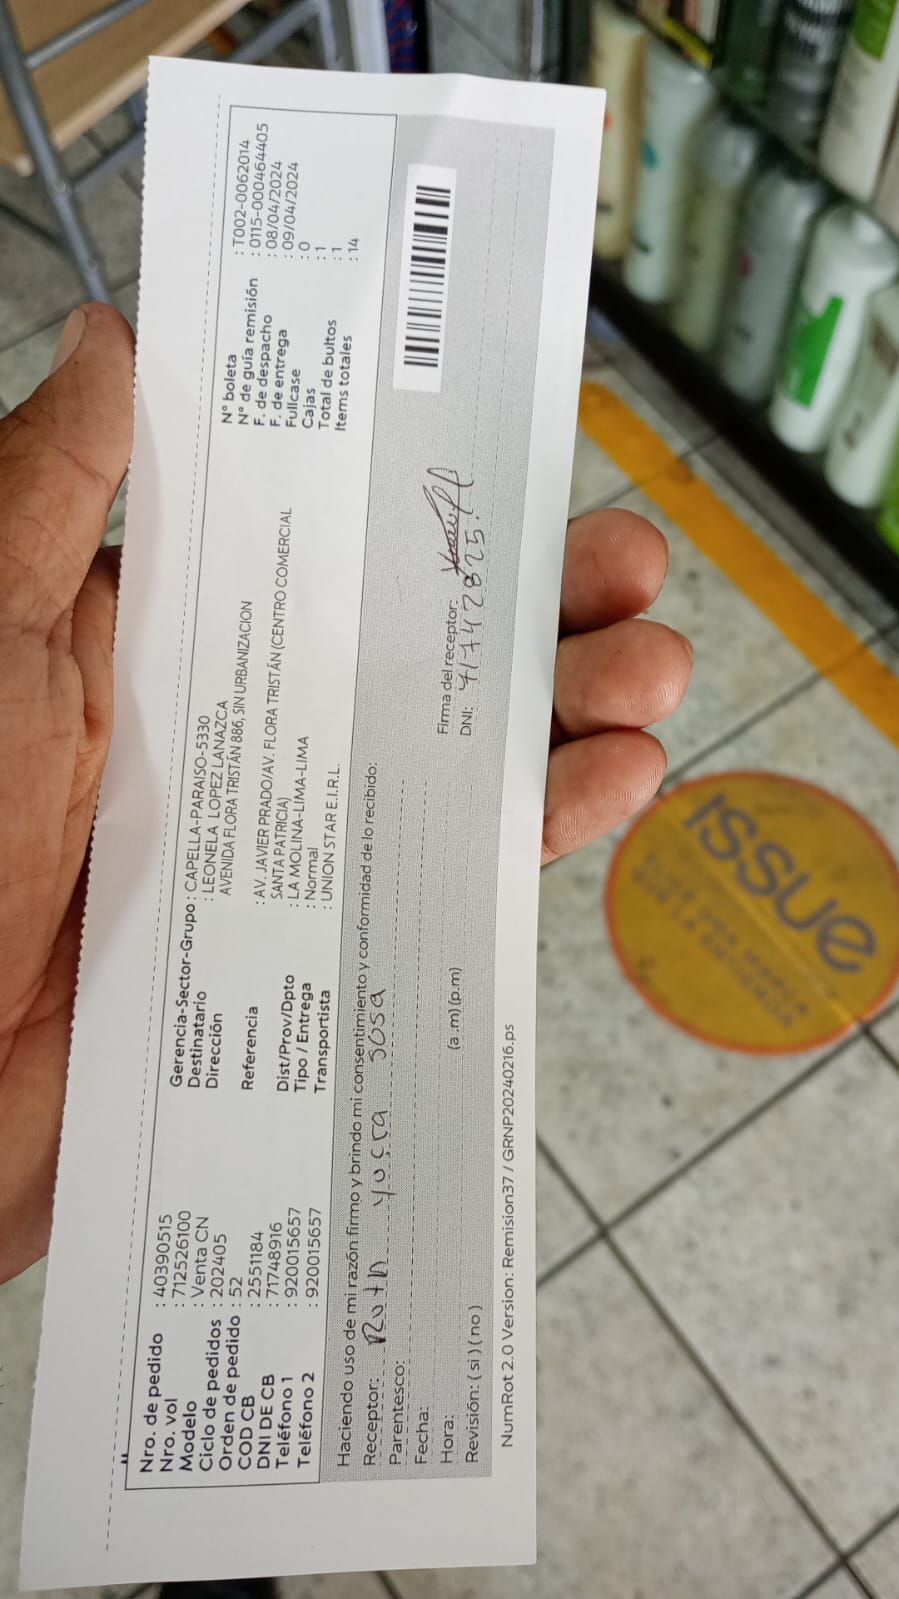 Nro. de pedido : 40390515
Nro. vol : 712526100
Modelo : Venta CN
Ciclo de pedidos : 202405
Orden de pedido : 52
COD CB : 2551184
DNI DE CB : 71748916
Teléfono 1 : 920015657
Teléfono 2 : 920015657
Gerencia-Sector-Grupo : CAPELLA-PARAISO-5330
Destinatario : LEONELA LOPEZ LANAZCA
Dirección AVENIDA FLORA TRISTÁN 886, SIN URBANIZACION
Referencia : AV. JAVIER PRADO/AV. FLORA TRISTÁN (CENTRO COMERCIAL
SANTA PATRICIA)
Dist/Prov/Dpto : LA MOLINA-LIMA-LIMA
Tipo / Entrega : Normal
Transportista : UNION STAR E.I.R.L.
N° boleta : T002-0062014
N° de guía remisión : 0115-000464405
F. de despacho : 08/04/2024
F. de entrega : 09/04/2024
Fullcase : 0
Cajas : 1
Total de bultos : 1
Items totales : 14
Haciendo uso de mi razón firmo y brindo mi consentimiento y conformidad de lo recibido:
Receptor: Ruth Yucra Sosa
Parentesco:
Fecha:
Hora: (a .m) (p.m)
Revisión: ( si ) ( no )
Firma del receptor:
DNI: 41742825.
NumRot 2.0 Version: Remision37 / GRNP20240216.ps
issue